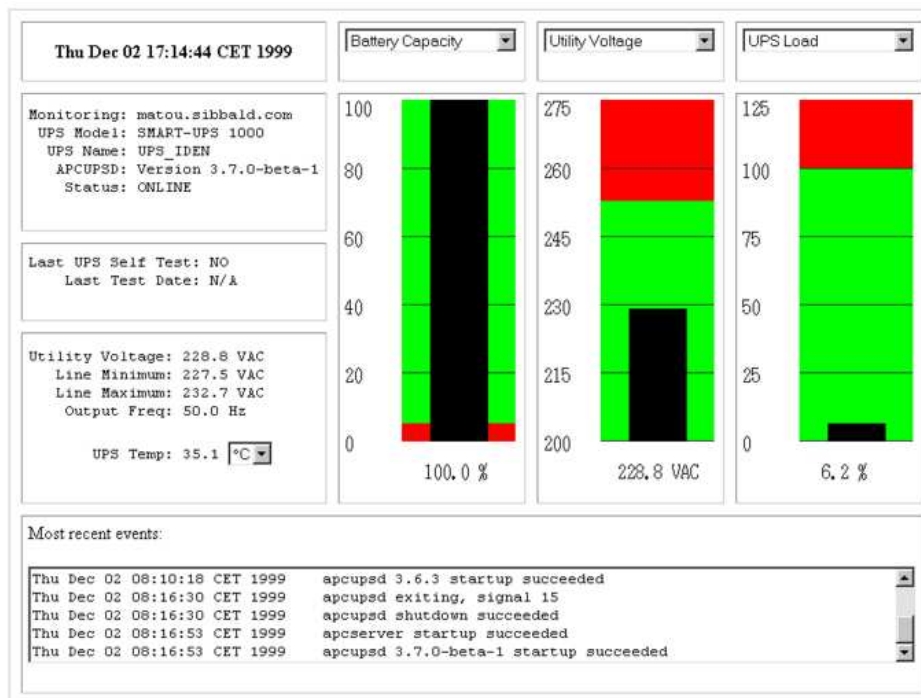 Thu Dec 02 17:14:44 CET 1999
Battery Capacity
Utility Voltage
UPS Load
Monitoring: matou.sibbald.com
UPS Model: SMART-UPS 1000
UPS Name: UPS_IDEN
APCUPSD: Version 3.7.0-beta-1
Status: ONLINE
Last UPS Self Test: NO
Last Test Date: N/A
Utility Voltage: 228.8 VAC
Line Minimum: 227.5 VAC
Line Maximum: 232.7 VAC
Output Freq: 50.0 Hz
UPS Temp: 35.1 °C
100
80
60
40
20
0
100.0 %
275
260
245
230
215
200
228.8 VAC
125
100
75
50
25
0
6.2 %
Most recent events:
Thu Dec 02 08:10:18 CET 1999 apcupsd 3.6.3 startup succeeded
Thu Dec 02 08:16:30 CET 1999 apcupsd exiting, signal 15
Thu Dec 02 08:16:30 CET 1999 apcupsd shutdown succeeded
Thu Dec 02 08:16:53 CET 1999 apcserver startup succeeded
Thu Dec 02 08:16:53 CET 1999 apcupsd 3.7.0-beta-1 startup succeeded